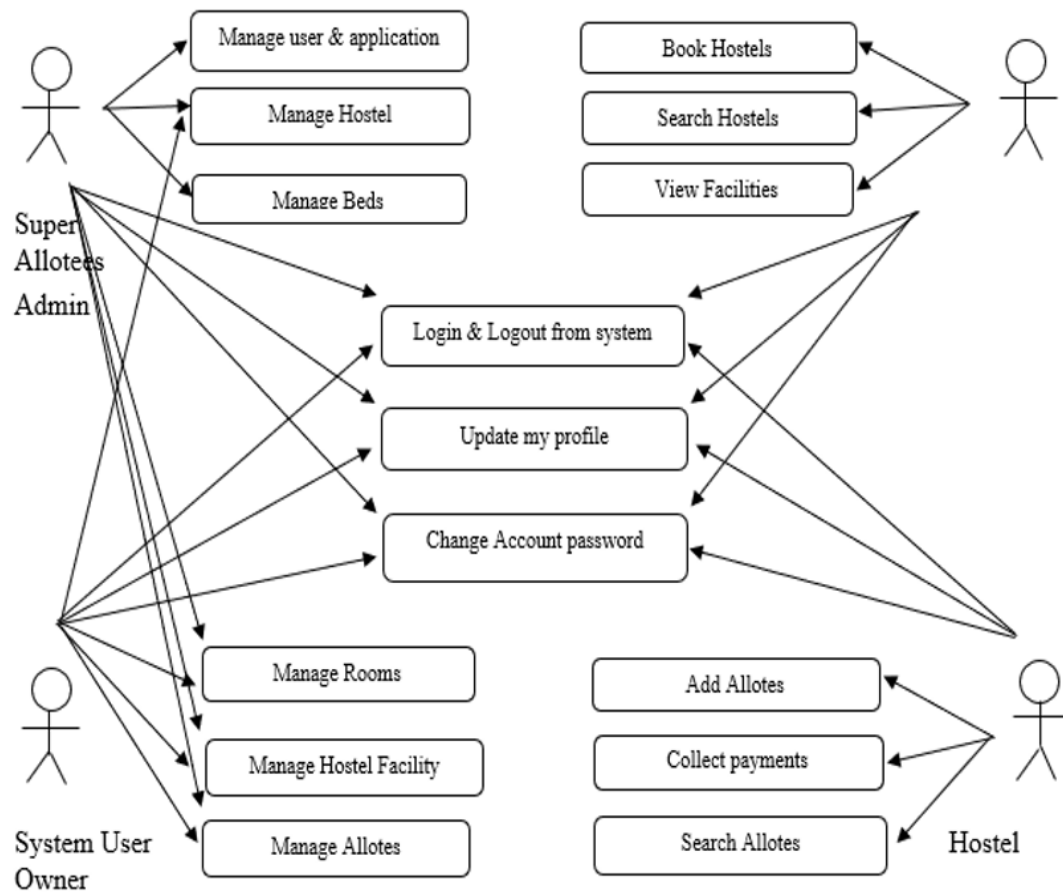 Manage user & application
Book Hostels
Manage Hostel
Search Hostels
Manage Beds
View Facilities
Super
Allotees
Admin
Login & Logout from system
Update my profile
Change Account password
Manage Rooms
Add Allotes
Manage Hostel Facility
Collect payments
Manage Allotes
Search Allotes
System User
Owner
Hostel